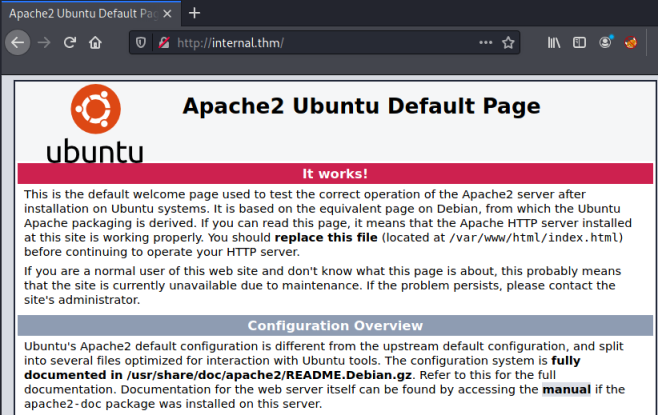 Apache2 Ubuntu Default Pag
http://internal.thm/
ubuntu
Apache2 Ubuntu Default Page
It works!
This is the default welcome page used to test the correct operation of the Apache2 server after
installation on Ubuntu systems. It is based on the equivalent page on Debian, from which the Ubuntu
Apache packaging is derived. If you can read this page, it means that the Apache HTTP server installed
at this site is working properly. You should replace this file (located at /var/www/html/index.html)
before continuing to operate your HTTP server.
If you are a normal user of this web site and don't know what this page is about, this probably means
that the site is currently unavailable due to maintenance. If the problem persists, please contact the
site's administrator.
Configuration Overview
Ubuntu's Apache2 default configuration is different from the upstream default configuration, and split
into several files optimized for interaction with Ubuntu tools. The configuration system is fully
documented in /usr/share/doc/apache2/README.Debian.gz. Refer to this for the full
documentation. Documentation for the web server itself can be found by accessing the manual if the
apache2-doc package was installed on this server.